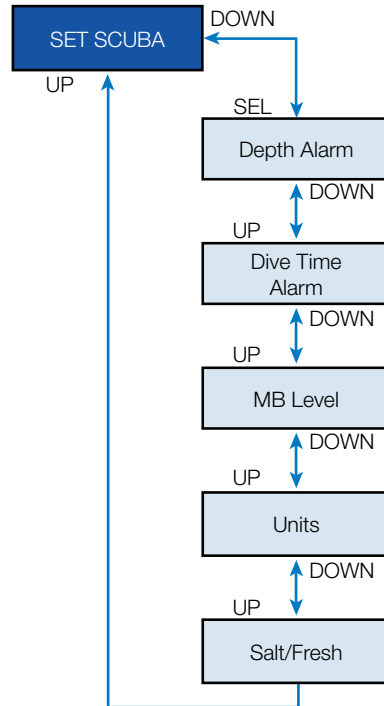 SET SCUBA
DOWN
UP
SEL
Depth Alarm
DOWN
UP
Dive Time
Alarm
DOWN
UP
MB Level
DOWN
UP
Units
DOWN
UP
Salt/Fresh